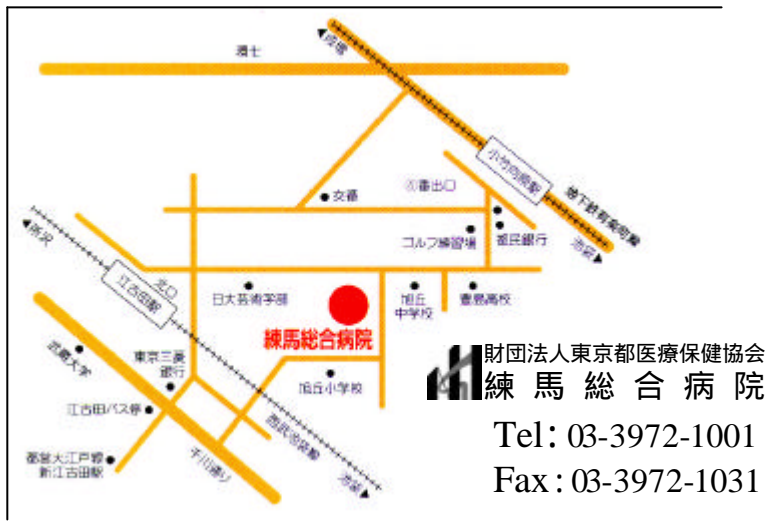 ◀成増
環七
小竹向原駅
地下鉄有楽町線
池袋▶
②番出口
交番
ゴルフ練習場
都民銀行
◀所沢
北口
江古田駅
日大芸術学部
旭丘
中学校
豊島高校
練馬総合病院
武蔵大学
東京三菱
銀行
旭丘小学校
江古田バス停
西武池袋線
都営大江戸線
新江古田駅
千川通り
池袋▶
財団法人東京都医療保健協会
練馬総合病院
Tel: 03-3972-1001
Fax: 03-3972-1031